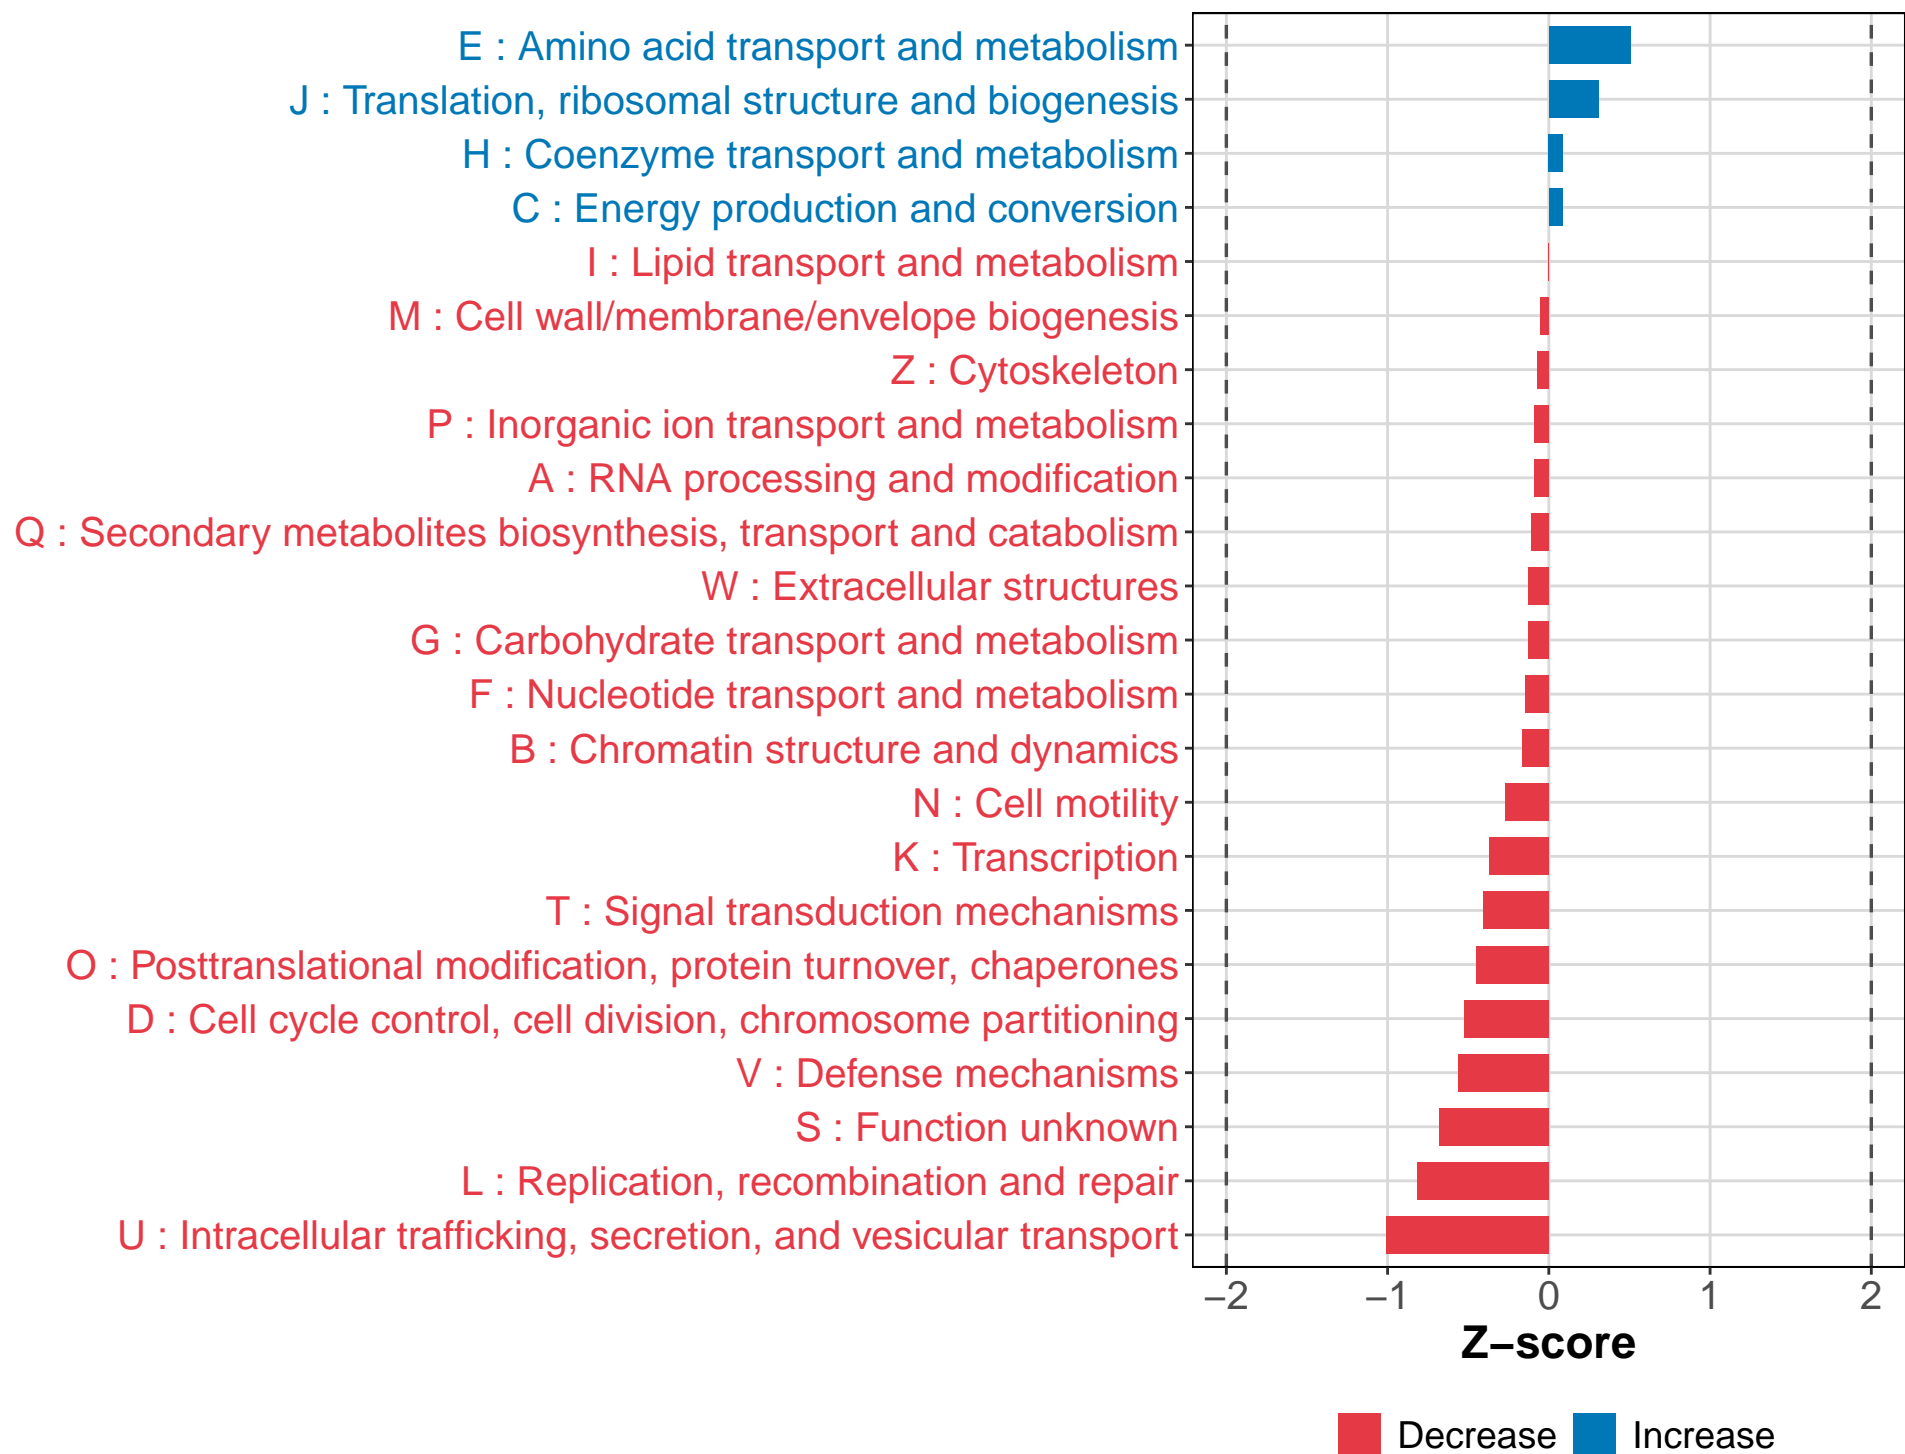 E : Amino acid transport and metabolism
J : Translation, ribosomal structure and biogenesis
H : Coenzyme transport and metabolism
C : Energy production and conversion
I : Lipid transport and metabolism
M : Cell wall/membrane/envelope biogenesis
Z : Cytoskeleton
P : Inorganic ion transport and metabolism
A : RNA processing and modification
Q : Secondary metabolites biosynthesis, transport and catabolism
W : Extracellular structures
G : Carbohydrate transport and metabolism
F : Nucleotide transport and metabolism
B : Chromatin structure and dynamics
N : Cell motility
K : Transcription
T : Signal transduction mechanisms
O : Posttranslational modification, protein turnover, chaperones
D : Cell cycle control, cell division, chromosome partitioning
V : Defense mechanisms
S : Function unknown
L : Replication, recombination and repair
U : Intracellular trafficking, secretion, and vesicular transport
−2 −1 0 1 2
Z−score
Decrease Increase